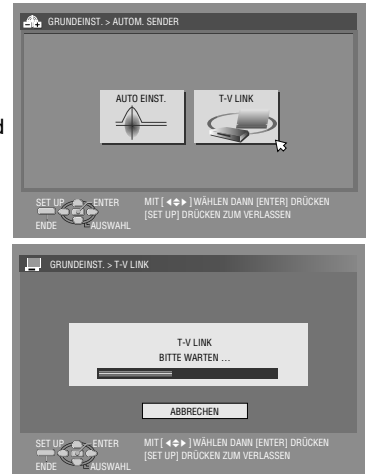 GRUNDEINST. > AUTOM. SENDER
AUTO EINST.
T-V LINK
d
SET UP
ENTER
ENDE
AUSWAHL
MIT [ ◀◆▶ ] WÄHLEN DANN [ENTER] DRÜCKEN
[SET UP] DRÜCKEN ZUM VERLASSEN
GRUNDEINST. > T-V LINK
T-V LINK
BITTE WARTEN ...
ABBRECHEN
SET UP
ENTER
ENDE
AUSWAHL
MIT [ ◀◆▶ ] WÄHLEN DANN [ENTER] DRÜCKEN
[SET UP] DRÜCKEN ZUM VERLASSEN